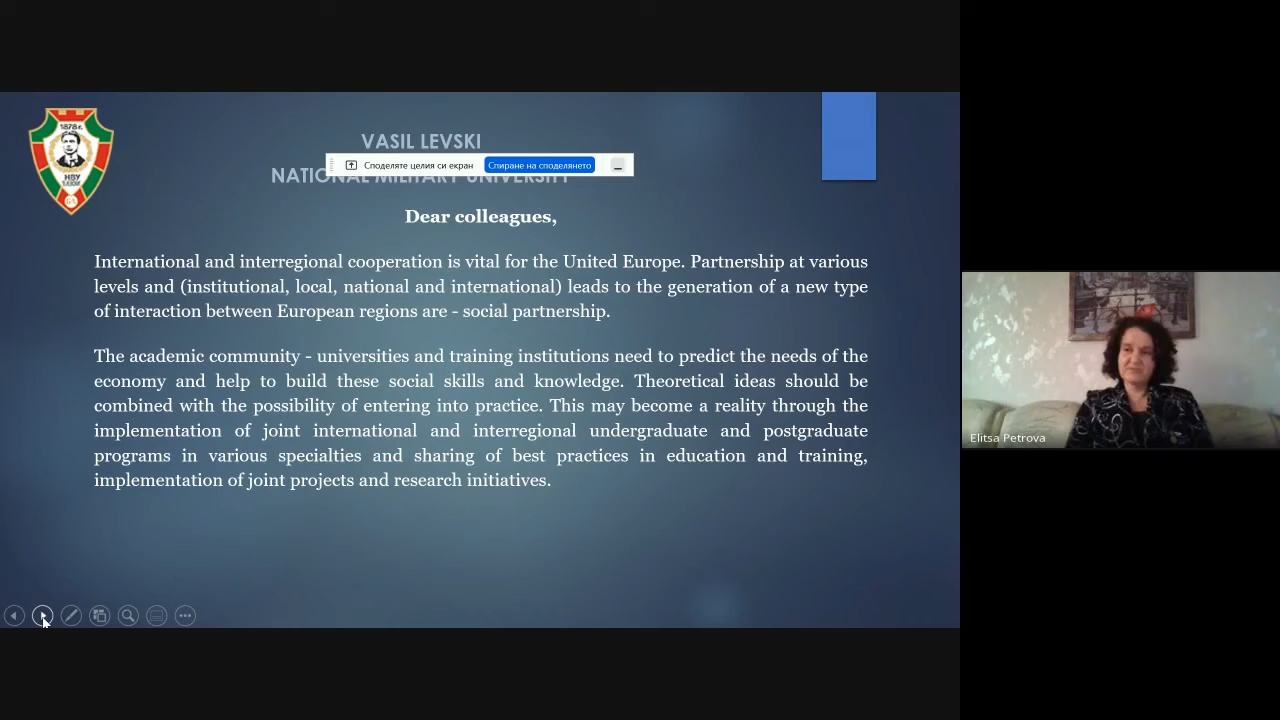 1878 г.
НВУ
VASIL LEVSKI
Споделяте целия си екран Спиране на споделянето
NATIONAL MILITARY UNIVERSITY
Dear colleagues,
International and interregional cooperation is vital for the United Europe. Partnership at various
levels and (institutional, local, national and international) leads to the generation of a new type
of interaction between European regions are - social partnership.
The academic community - universities and training institutions need to predict the needs of the
economy and help to build these social skills and knowledge. Theoretical ideas should be
combined with the possibility of entering into practice. This may become a reality through the
implementation of joint international and interregional undergraduate and postgraduate
programs in various specialties and sharing of best practices in education and training,
implementation of joint projects and research initiatives.
Elitsa Petrova